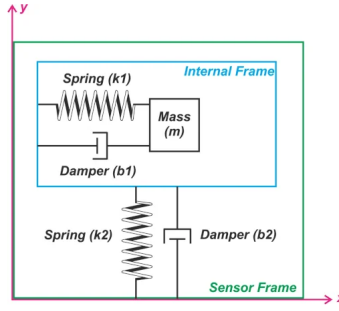 y
Internal Frame
Spring (k1)
Mass
(m)
Damper (b1)
Spring (k2)
Damper (b2)
Sensor Frame